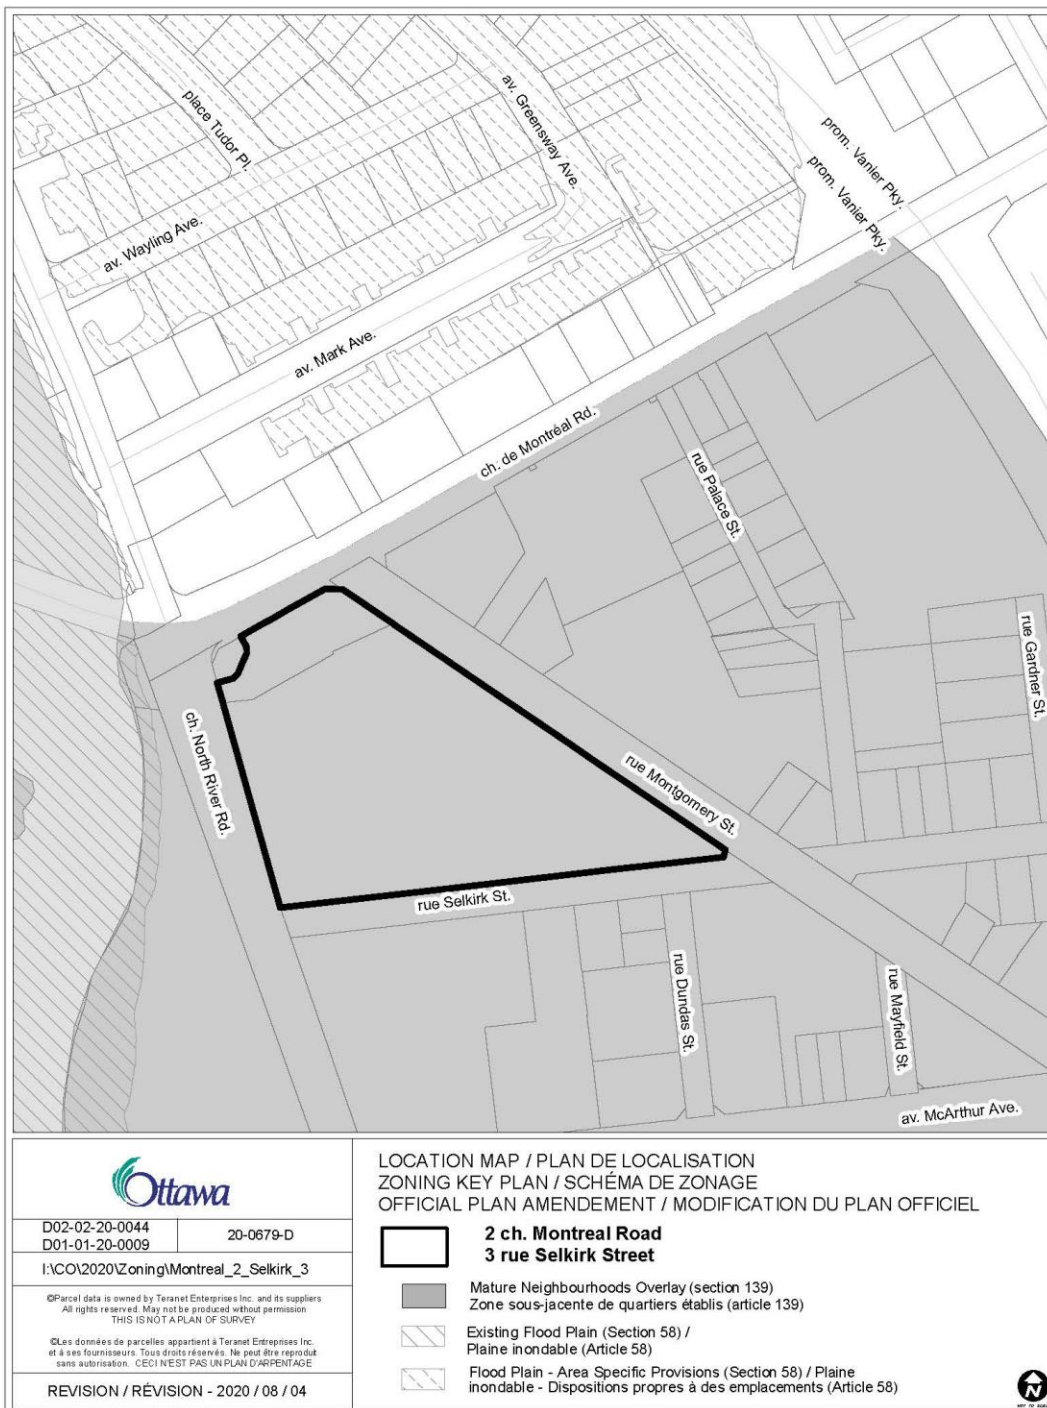 place Tudor Pl.
av. Greensway Ave.
prom. Vanier Pky.
prom. Vanier Pky.
av. Wayling Ave.
av. Mark Ave.
ch. de Montréal Rd.
rue Palace St.
rue Gardner St.
ch. North River Rd.
rue Montgomery St.
rue Selkirk St.
rue Dundas St.
rue Mayfield St.
av. McArthur Ave.
Ottawa
D02-02-20-0044
D01-01-20-0009
20-0679-D
I:\CO\2020\Zoning\Montreal_2_Selkirk_3
©Parcel data is owned by Teranet Enterprises Inc. and its suppliers
All rights reserved. May not be produced without permission
THIS IS NOT A PLAN OF SURVEY
©Les données de parcelles appartient à Teranet Entreprises Inc.
et à ses fournisseurs. Tous droits réservés. Ne peut être reproduit
sans autorisation. CECI N'EST PAS UN PLAN D'ARPENTAGE
REVISION / RÉVISION - 2020 / 08 / 04
LOCATION MAP / PLAN DE LOCALISATION
ZONING KEY PLAN / SCHÉMA DE ZONAGE
OFFICIAL PLAN AMENDMENT / MODIFICATION DU PLAN OFFICIEL
2 ch. Montreal Road
3 rue Selkirk Street
Mature Neighbourhoods Overlay (section 139)
Zone sous-jacente de quartiers établis (article 139)
Existing Flood Plain (Section 58) /
Plaine inondable (Article 58)
Flood Plain - Area Specific Provisions (Section 58) / Plaine
inondable - Dispositions propres à des emplacements (Article 58)
N
NOT TO SCALE